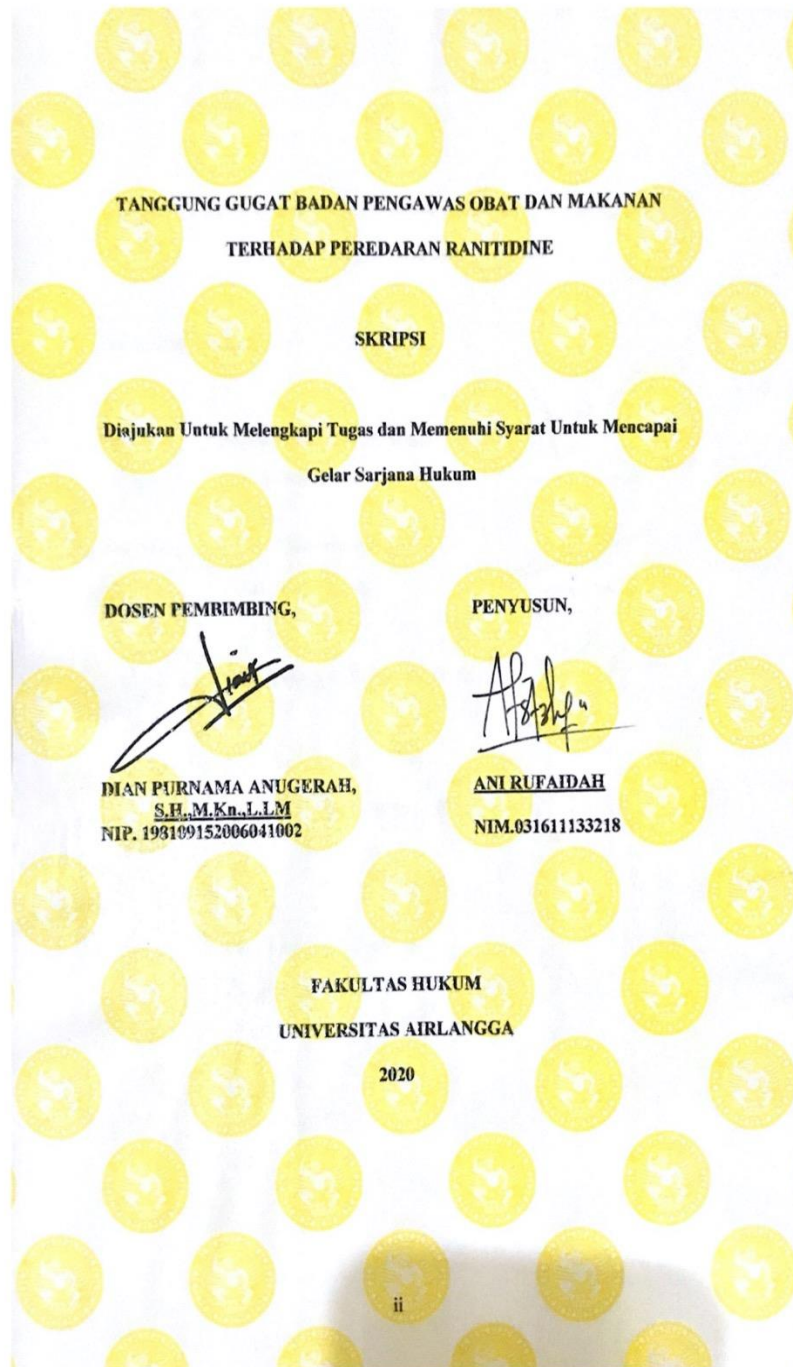 TANGGUNG GUGAT BADAN PENGAWAS OBAT DAN MAKANAN
TERHADAP PEREDARAN RANITIDINE
SKRIPSI
Diajukan Untuk Melengkapi Tugas dan Memenuhi Syarat Untuk Mencapai
Gelar Sarjana Hukum
DOSEN PEMBIMBING,
PENYUSUN,
DIAN PURNAMA ANUGERAH,
S.H.,M.Kn.,L.LM
NIP. 198109152006041002
ANI RUFAIDAH
NIM.031611133218
FAKULTAS HUKUM
UNIVERSITAS AIRLANGGA
2020
ii